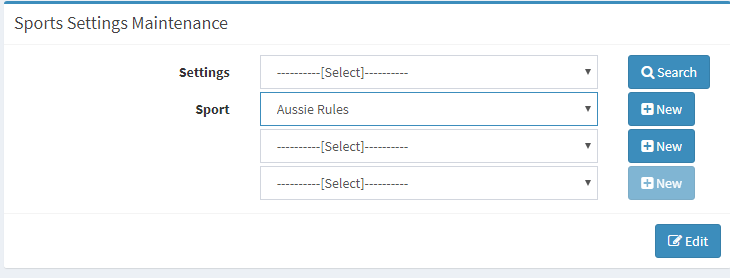 Sports Settings Maintenance
Settings ----------[Select]---------- Search
Sport Aussie Rules New
----------[Select]---------- New
----------[Select]---------- New
Edit